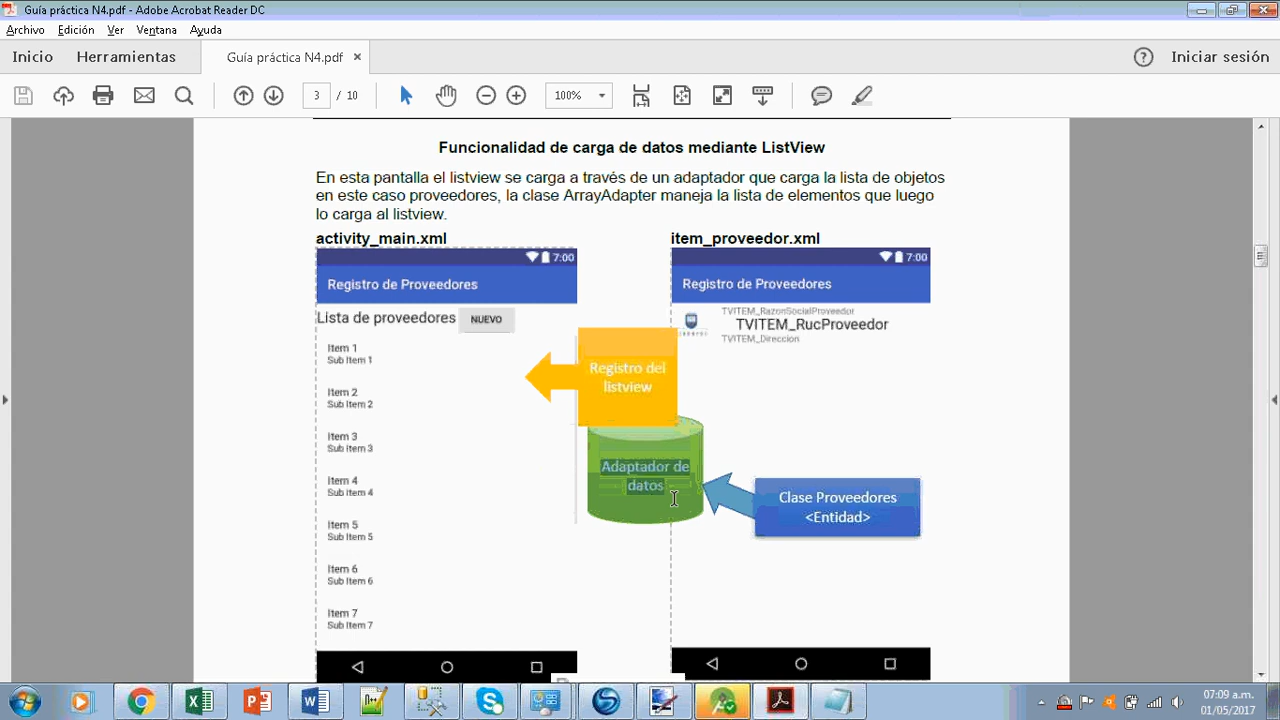 Guía práctica N4.pdf - Adobe Acrobat Reader DC
Archivo Edición Ver Ventana Ayuda
Inicio Herramientas Guía práctica N4.pdf × Iniciar sesión
3 / 10 100%
Funcionalidad de carga de datos mediante ListView
En esta pantalla el listview se carga a través de un adaptador que carga la lista de objetos
en este caso proveedores, la clase ArrayAdapter maneja la lista de elementos que luego
lo carga al listview.
activity_main.xml
7:00
Registro de Proveedores
Lista de proveedores NUEVO
Item 1
Sub Item 1
Item 2
Sub Item 2
Item 3
Sub Item 3
Item 4
Sub Item 4
Item 5
Sub Item 5
Item 6
Sub Item 6
Item 7
Sub Item 7
item_proveedor.xml
7:00
Registro de Proveedores
TVITEM_RazonSocialProveedor
TVITEM_RucProveedor
TVITEM_Direccion
Registro del
listview
Adaptador de
datos
Clase Proveedores
<Entidad>
07:09 a.m.
01/05/2017